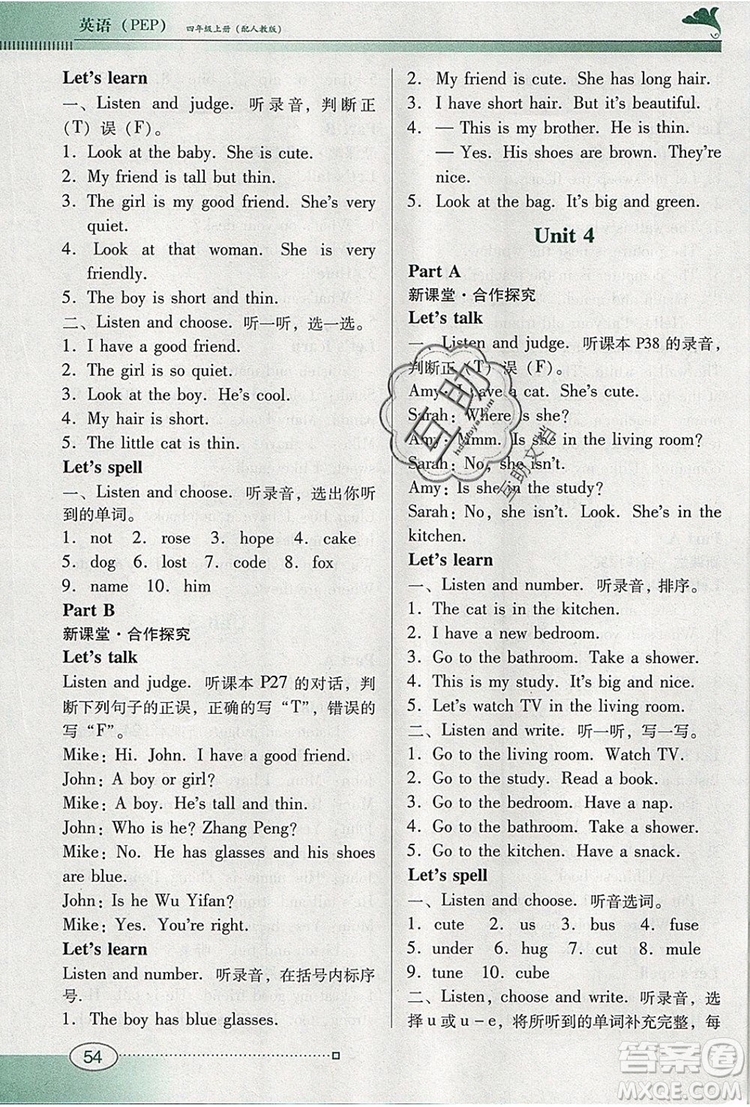 英语（PEP） 四年级上册（配人教版）
Let's learn
一、Listen and judge. 听录音，判断正
（T）误（F）。
1. Look at the baby. She is cute.
2. My friend is tall but thin.
3. The girl is my good friend. She's very
quiet.
4. Look at that woman. She is very
friendly.
5. The boy is short and thin.
二、Listen and choose. 听一听，选一选。
1. I have a good friend.
2. The girl is so quiet.
3. Look at the boy. He's cool.
4. My hair is short.
5. The little cat is thin.
Let's spell
一、Listen and choose. 听录音，选出你听
到的单词。
1. not 2. rose 3. hope 4. cake
5. dog 6. lost 7. code 8. fox
9. name 10. him
Part B
新课堂·合作探究
Let's talk
Listen and judge. 听课本 P27 的对话，判
断下列句子的正误，正确的写“T”，错误的
写“F”。
Mike: Hi. John. I have a good friend.
John: A boy or girl?
Mike: A boy. He is tall and thin.
John: Who is he? Zhang Peng?
Mike: No. He has glasses and his shoes
are blue.
John: Is he Wu Yifan?
Mike: Yes. You're right.
Let's learn
Listen and number. 听录音，在括号内标序
号.
1. The boy has blue glasses.
54
2. My friend is cute. She has long hair.
3. I have short hair. But it's beautiful.
4. — This is my brother. He is thin.
— Yes. His shoes are brown. They're
nice.
5. Look at the bag. It's big and green.
Unit 4
Part A
新课堂·合作探究
Let's talk
一、Listen and judge. 听课本 P38 的录音，
判断正（T）误（F）。
Amy: I have a cat. She's cute.
Sarah: Where is she?
Amy: Mmm. Is she in the living room?
Sarah: No, she isn't.
Amy: Is she in the study?
Sarah: No, she isn't. She is in the
kitchen.
Let's learn
一、Listen and number. 听录音，排序。
1. The cat is in the kitchen.
2. I have a new bedroom.
3. Go to the bathroom. Take a shower.
4. This is my study. It's big.
5. Let's watch TV in the living room.
二、Listen and write. 听一听，写一写。
1. Go to the living room. Watch TV.
2. Go to the study. Read a book.
3. Go to the bedroom. Have a nap.
4. Go to the bathroom. Take a shower.
5. Go to the kitchen. Have a snack.
Let's spell
一、Listen and choose. 听音选词。
1. cute 2. us 3. bus 4. fuse
5. under 6. hug 7. cut 8. mule
9. tune 10. cube
二、Listen, choose and write. 听录音，选
择 u 或 u－e，将所听到的单词补充完整，每
互助
互助文档
答案卷
MXQE.COM